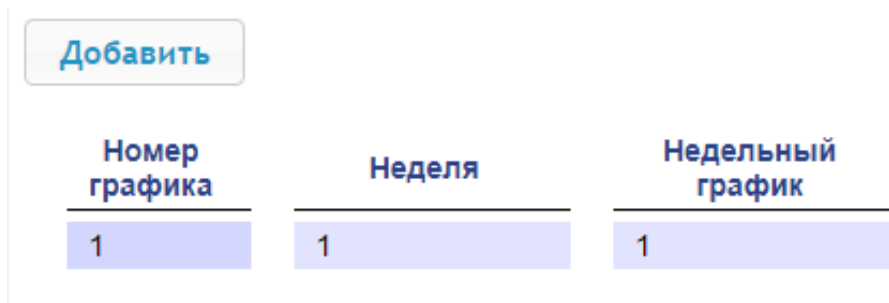 Добавить
Номер
графика
Неделя
Недельный
график
1 1 1